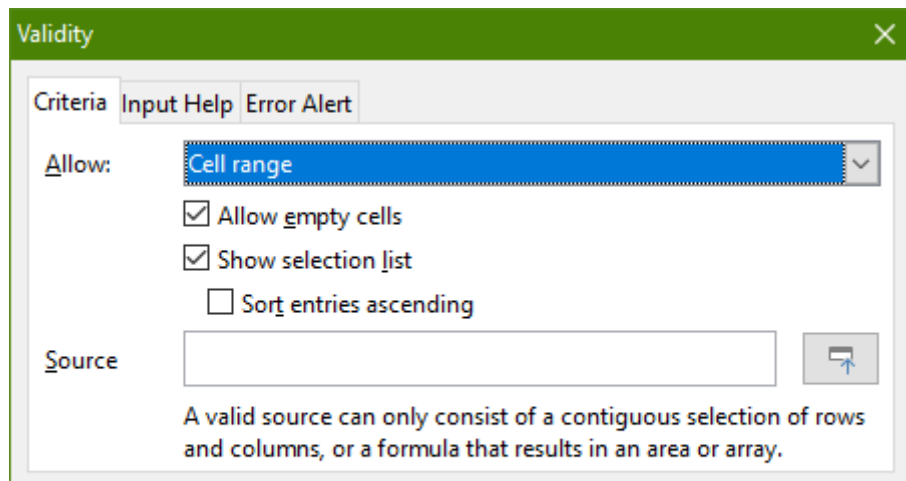 Validity
Criteria Input Help Error Alert
Allow: Cell range
Allow empty cells
Show selection list
Sort entries ascending
Source
A valid source can only consist of a contiguous selection of rows
and columns, or a formula that results in an area or array.